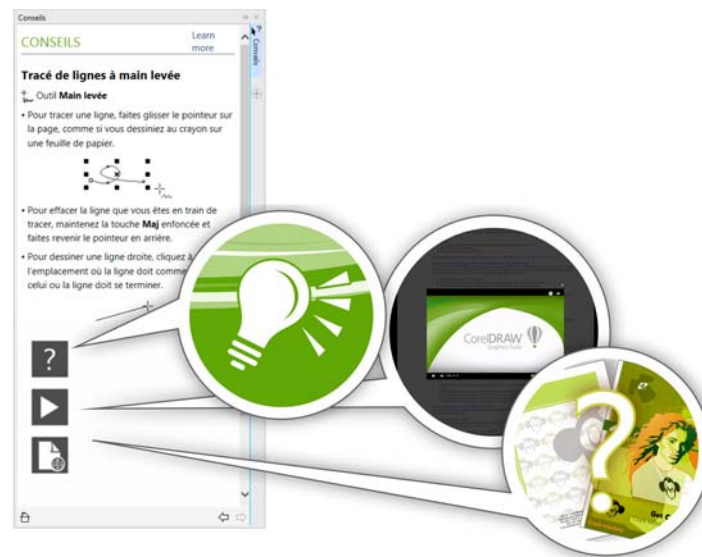 Conseils
CONSEILS
Learn
more
Conseils
Tracé de lignes à main levée
Outil Main levée
• Pour tracer une ligne, faites glisser le pointeur sur
la page, comme si vous dessiniez au crayon sur
une feuille de papier.
• Pour effacer la ligne que vous êtes en train de
tracer, maintenez la touche Maj enfoncée et
faites revenir le pointeur en arrière.
• Pour dessiner une ligne droite, cliquez à
l'emplacement où la ligne doit comme
celui ou la ligne doit se terminer.
?
CorelDRAW
Graphics Suite
?